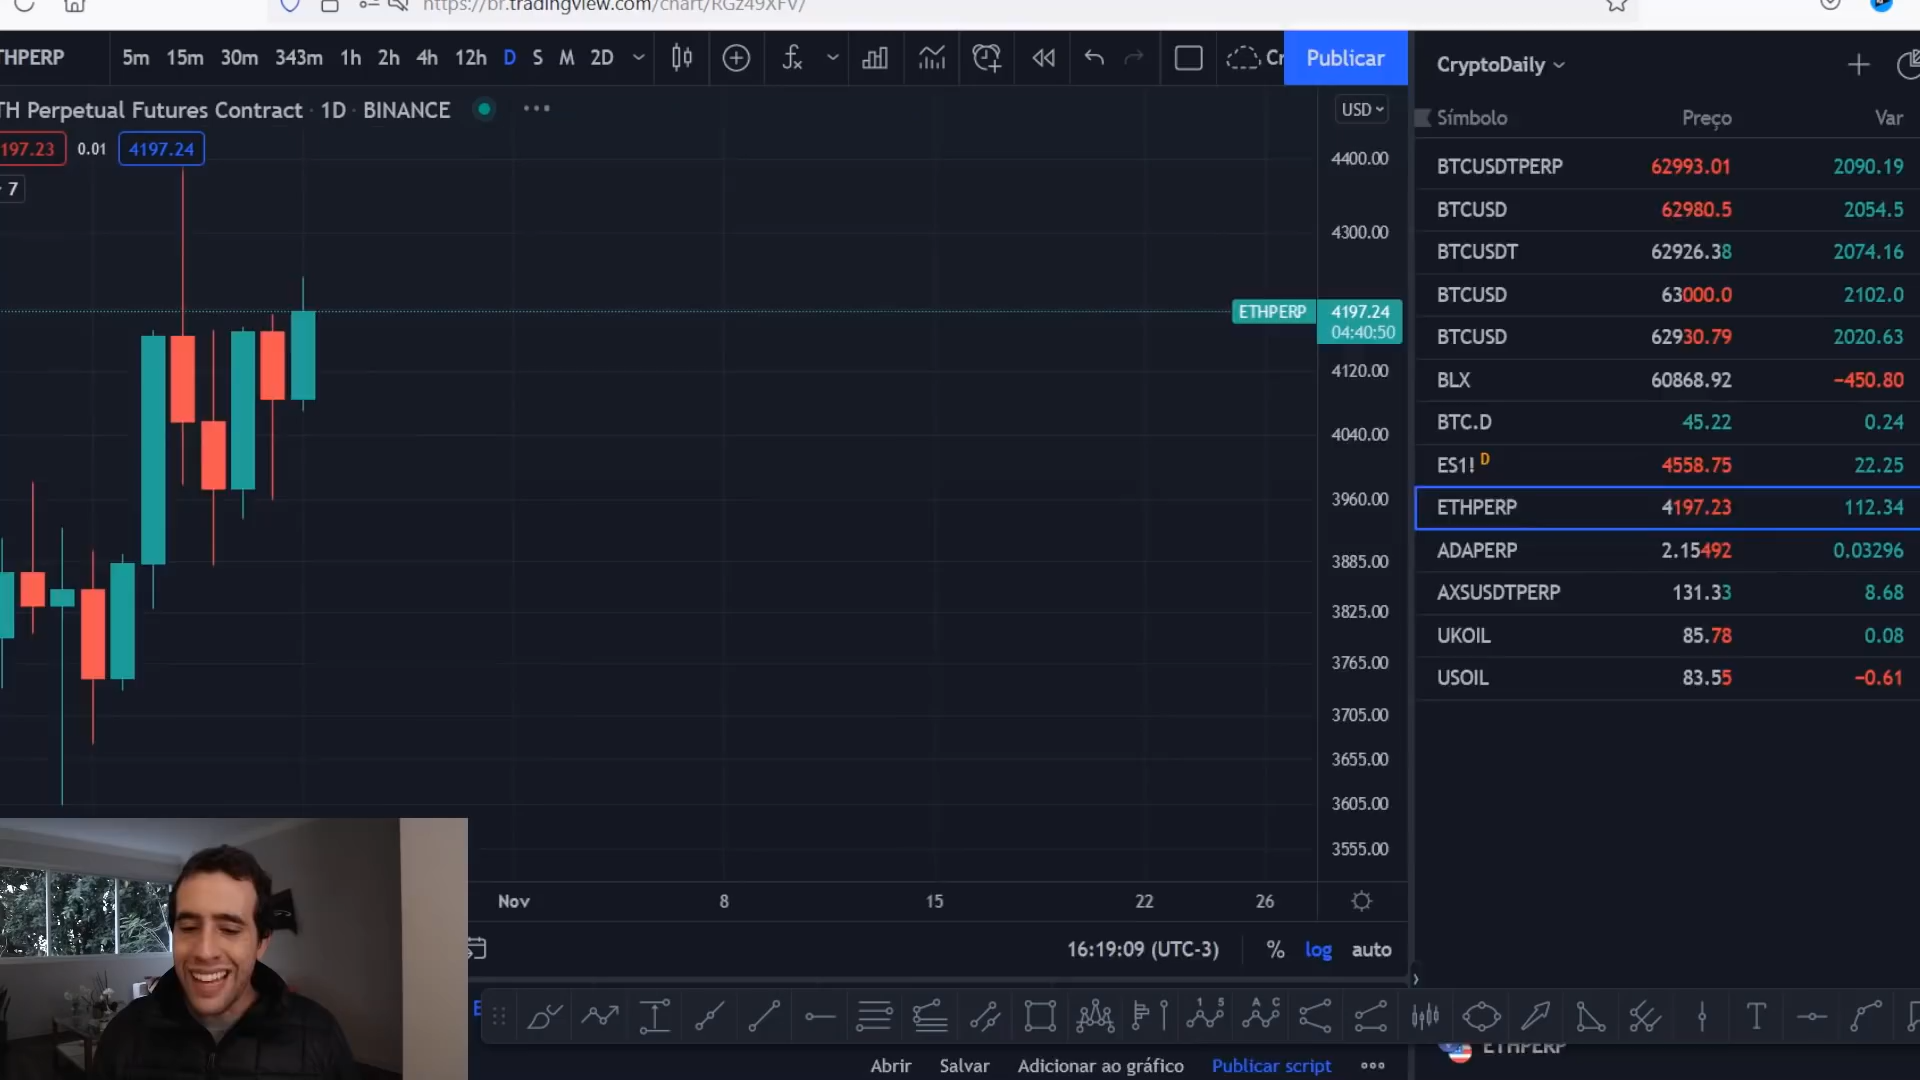 https://br.tradingview.com/chart/RGz49XFV/
THPERP 5m 15m 30m 343m 1h 2h 4h 12h D S M 2D Cr Publicar
TH Perpetual Futures Contract · 1D · BINANCE
197.23 0.01 4197.24
7
USD
4400.00
4300.00
ETHPERP 4197.24
04:40:50
4120.00
4040.00
3960.00
3885.00
3825.00
3765.00
3705.00
3655.00
3605.00
3555.00
Nov 8 15 22 26
16:19:09 (UTC-3) % log auto
Abrir Salvar Adicionar ao gráfico Publicar script
CryptoDaily
Símbolo Preço Var
BTCUSDTPERP 62993.01 2090.19
BTCUSD 62980.5 2054.5
BTCUSDT 62926.38 2074.16
BTCUSD 63000.0 2102.0
BTCUSD 62930.79 2020.63
BLX 60868.92 −450.80
BTC.D 45.22 0.24
ES1! D 4558.75 22.25
ETHPERP 4197.23 112.34
ADAPERP 2.15492 0.03296
AXSUSDTPERP 131.33 8.68
UKOIL 85.78 0.08
USOIL 83.55 −0.61
ETHPERP